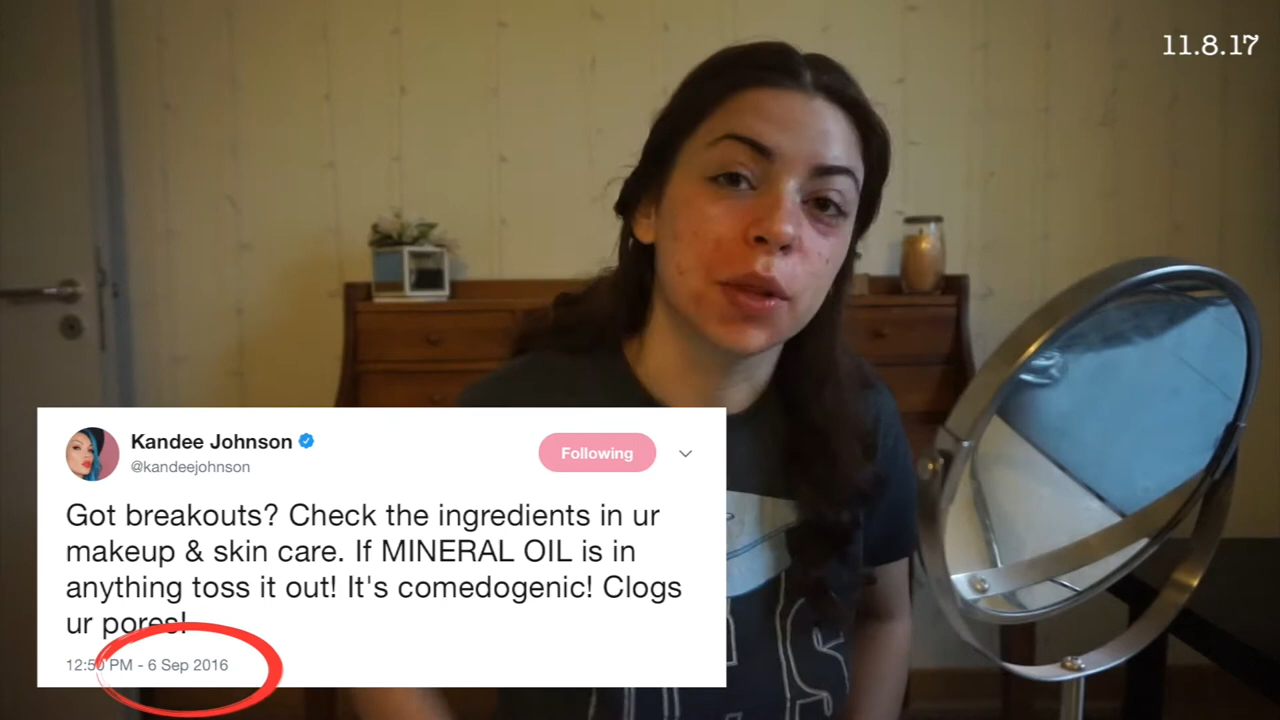 11.8.17
Kandee Johnson
@kandeejohnson
Following
Got breakouts? Check the ingredients in ur
makeup & skin care. If MINERAL OIL is in
anything toss it out! It's comedogenic! Clogs
ur pores!
12:50 PM - 6 Sep 2016